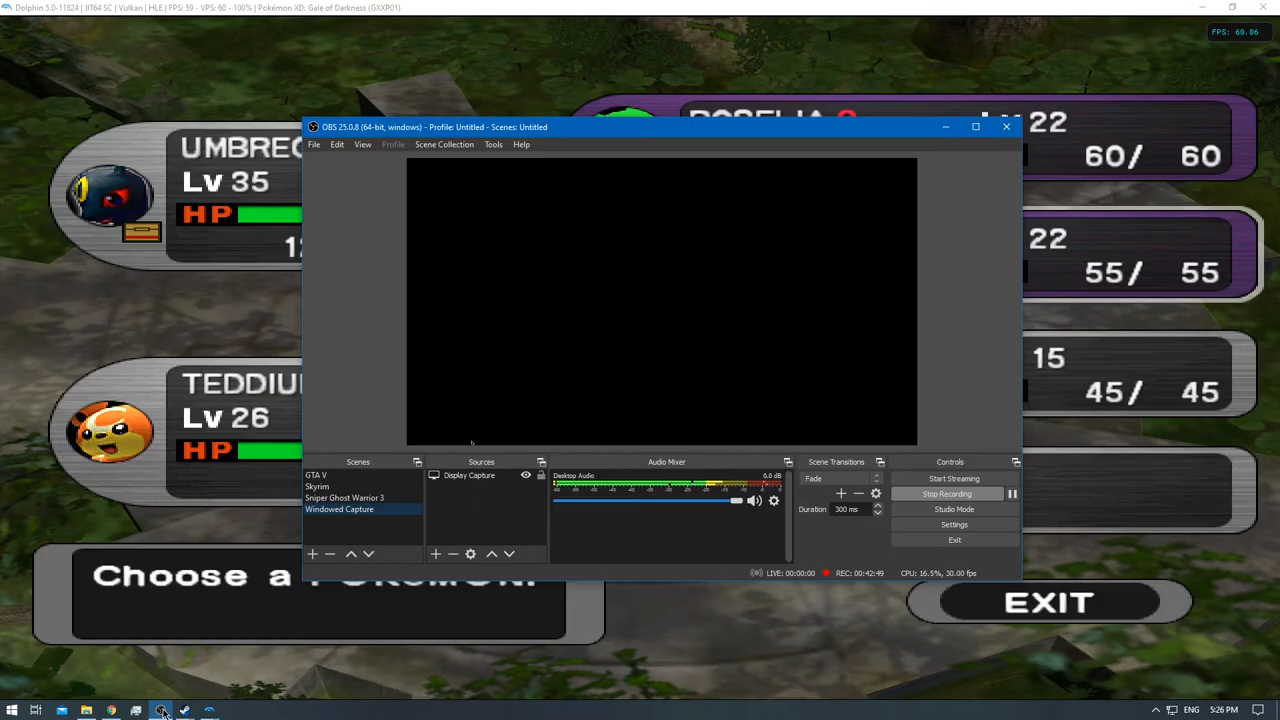 Dolphin 5.0-11824 | JIT64 SC | Vulkan | HLE | FPS: 59 - VPS: 60 - 100% | Pokémon XD: Gale of Darkness (GXXP01)
FPS: 60.06
Lv 22
60/ 60
Lv 35
HP
22
55/ 55
15
45/ 45
Lv 26
HP
Choose a POKéMON.
EXIT
OBS 25.0.8 (64-bit, windows) - Profile: Untitled - Scenes: Untitled
File Edit View Profile Scene Collection Tools Help
Scenes
GTA V
Skyrim
Sniper Ghost Warrior 3
Windowed Capture
Sources
Display Capture
Audio Mixer
Desktop Audio 0.0 dB
Scene Transitions
Fade
Duration 300 ms
Controls
Start Streaming
Stop Recording
Studio Mode
Settings
Exit
LIVE: 00:00:00 REC: 00:42:49 CPU: 16.5%, 30.00 fps
ENG 5:26 PM